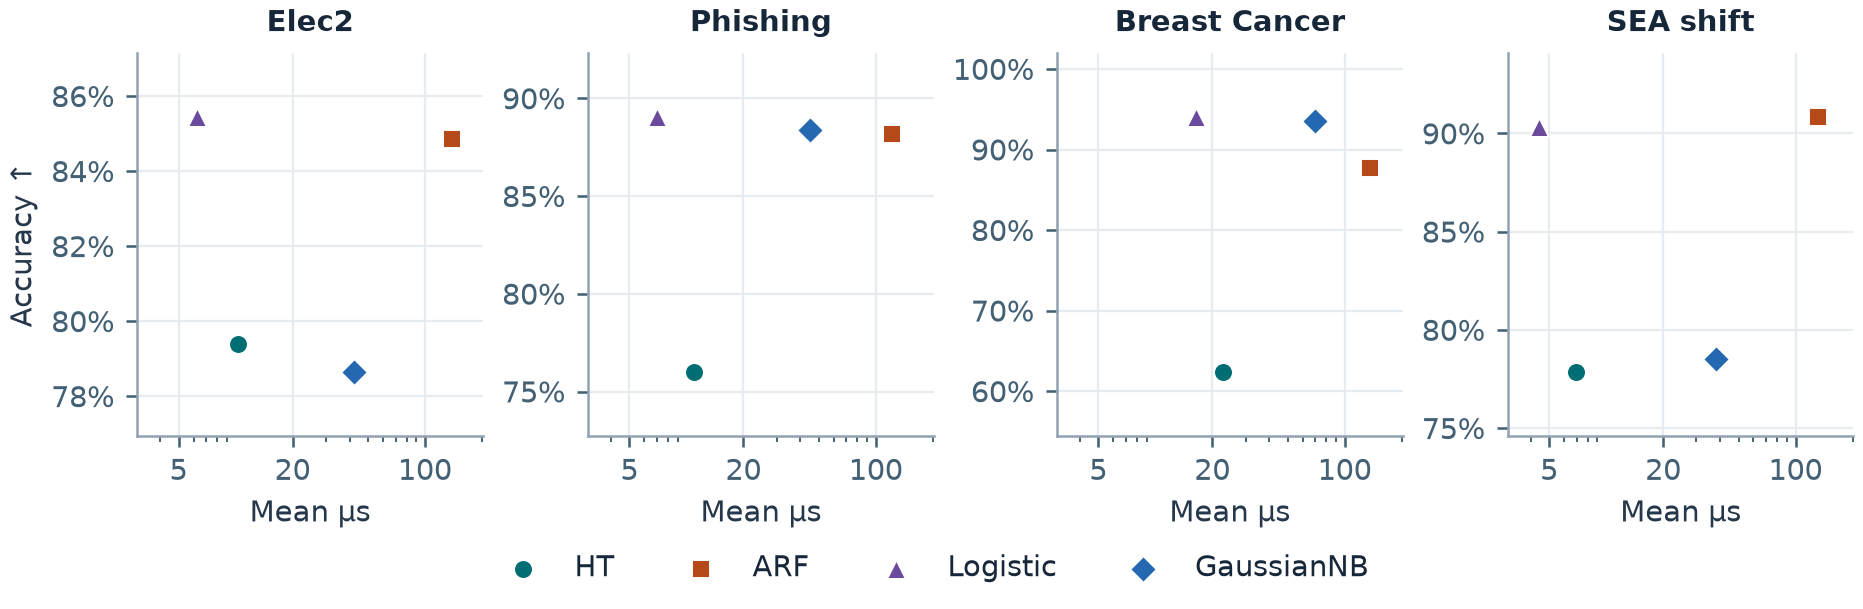 Elec2
Phishing
Breast Cancer
SEA shift
Accuracy ↑
86%
84%
82%
80%
78%
90%
85%
80%
75%
100%
90%
80%
70%
60%
90%
85%
80%
75%
5 20 100
5 20 100
5 20 100
5 20 100
Mean µs
Mean µs
Mean µs
Mean µs
HT ARF Logistic GaussianNB